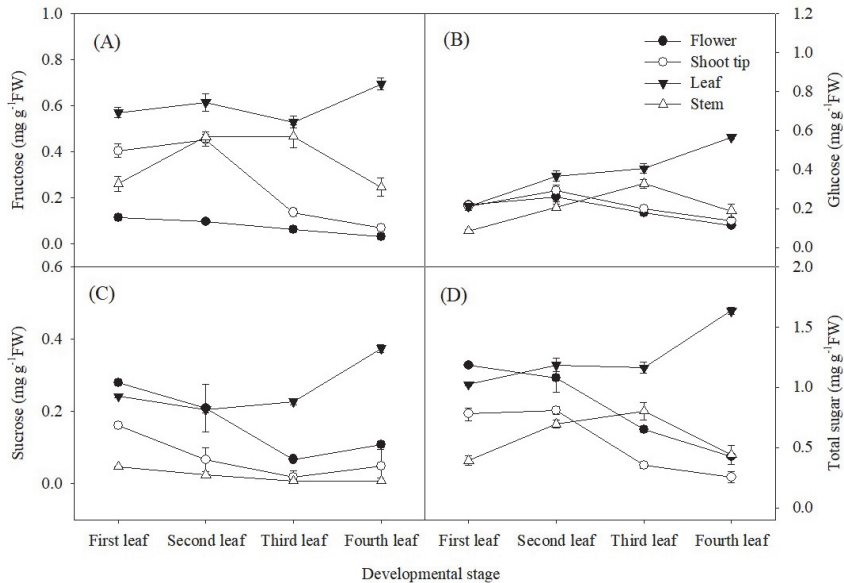 1.0
0.8
0.6
0.4
0.2
0.0
Fructose (mg g⁻¹FW)
(A)
(B)
Flower
Shoot tip
Leaf
Stem
1.2
1.0
0.8
0.6
0.4
0.2
0.0
Glucose (mg g⁻¹FW)
0.6
0.4
0.2
0.0
Sucrose (mg g⁻¹FW)
(C)
(D)
2.0
1.5
1.0
0.5
0.0
Total sugar (mg g⁻¹FW)
First leaf Second leaf Third leaf Fourth leaf First leaf Second leaf Third leaf Fourth leaf
Developmental stage